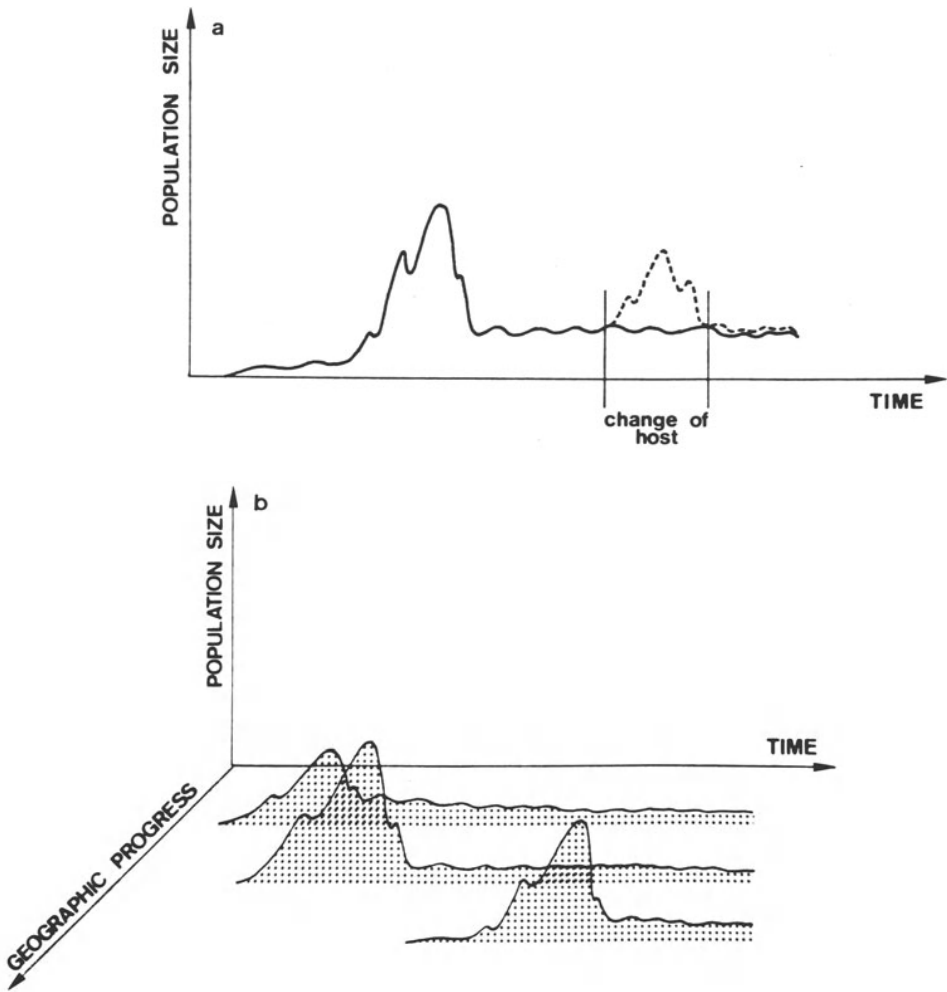 a
POPULATION SIZE
TIME
change of
host
b
POPULATION SIZE
TIME
GEOGRAPHIC PROGRESS